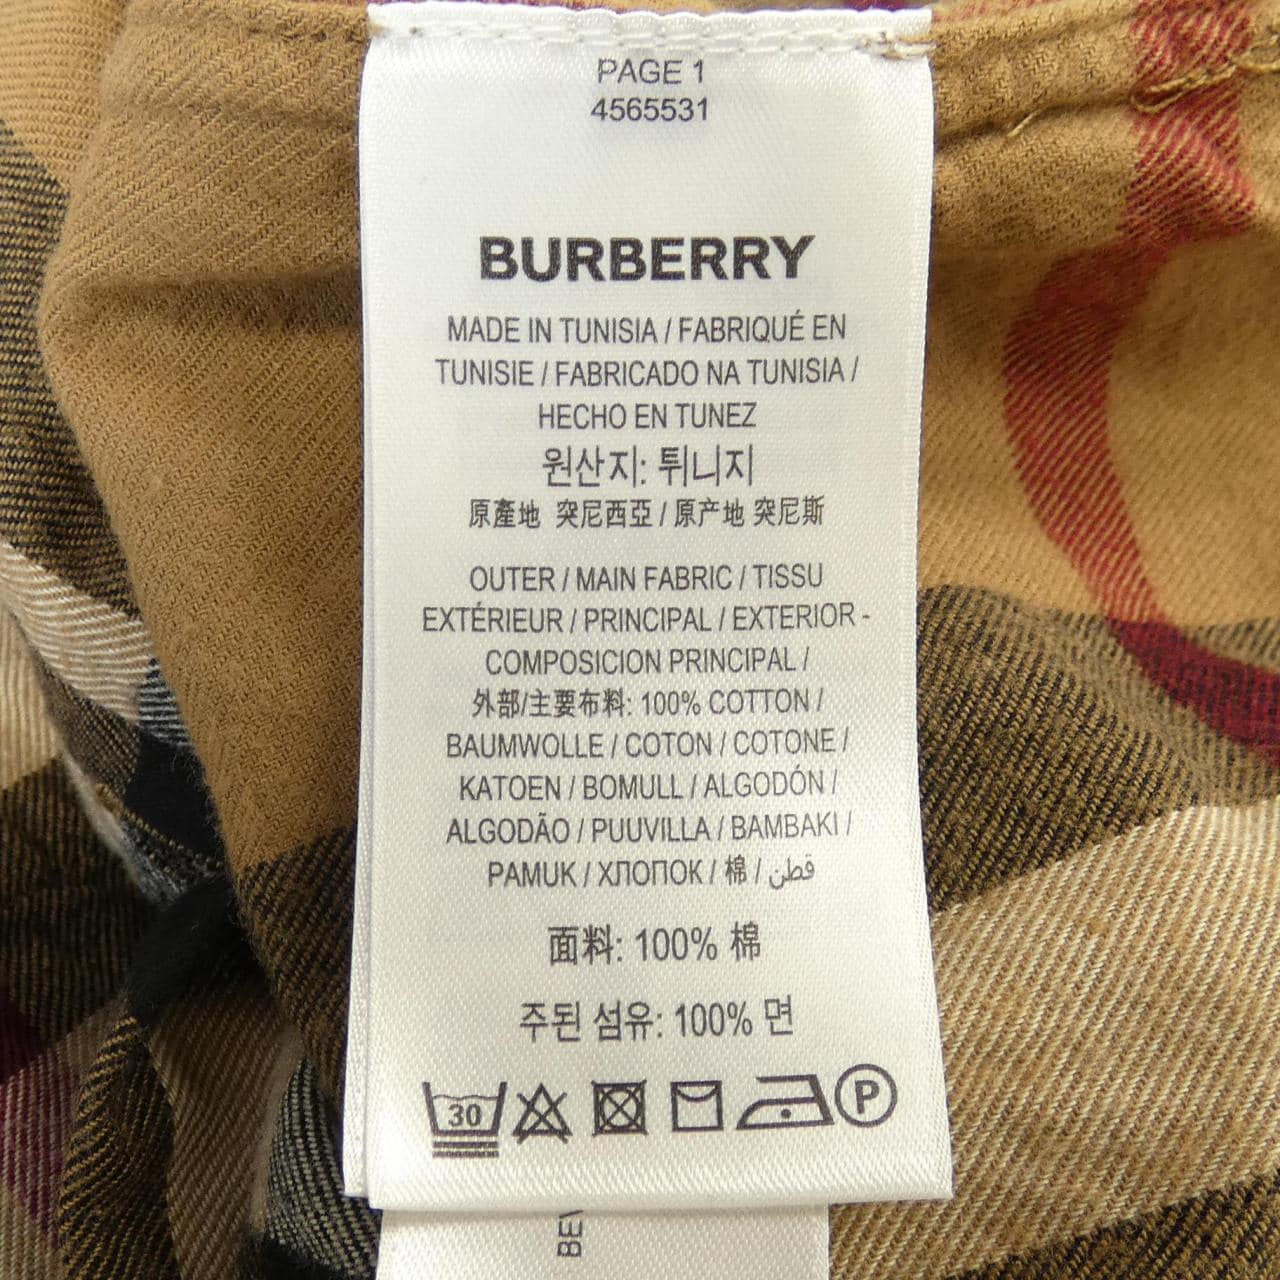 PAGE 1
4565531
BURBERRY
MADE IN TUNISIA / FABRIQUÉ EN
TUNISIE / FABRICADO NA TUNISIA /
HECHO EN TUNEZ
원산지: 튀니지
原產地 突尼西亞 / 原产地 突尼斯
OUTER / MAIN FABRIC / TISSU
EXTÉRIEUR / PRINCIPAL / EXTERIOR -
COMPOSICION PRINCIPAL /
外部/主要布料: 100% COTTON /
BAUMWOLLE / COTON / COTONE /
KATOEN / BOMULL / ALGODÓN /
ALGODÃO / PUUVILLA / BAMBAKI /
PAMUK / ХЛОПОК / 棉 / قطن
面料: 100% 棉
주된 섬유: 100% 면
30 P